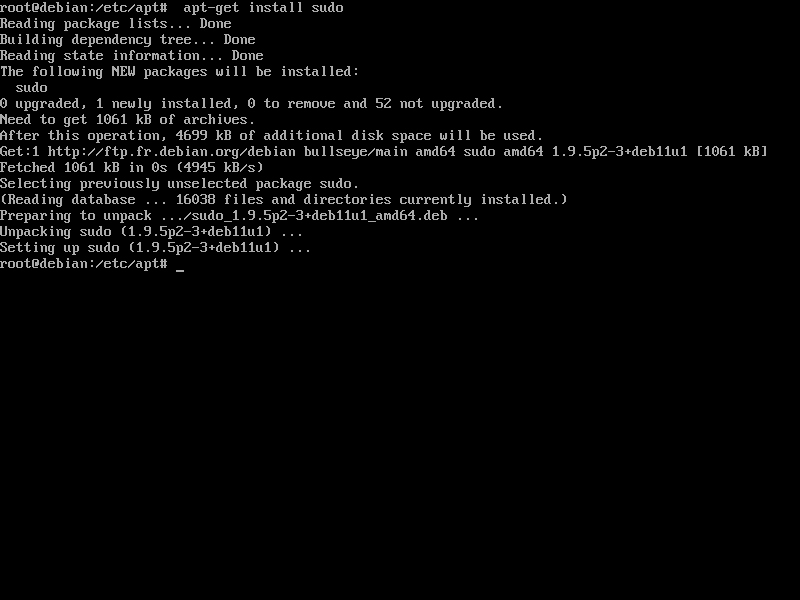 root@debian:/etc/apt#  apt-get install sudo
Reading package lists... Done
Building dependency tree... Done
Reading state information... Done
The following NEW packages will be installed:
  sudo
0 upgraded, 1 newly installed, 0 to remove and 52 not upgraded.
Need to get 1061 kB of archives.
After this operation, 4699 kB of additional disk space will be used.
Get:1 http://ftp.fr.debian.org/debian bullseye/main amd64 sudo amd64 1.9.5p2-3+deb11u1 [1061 kB]
Fetched 1061 kB in 0s (4945 kB/s)
Selecting previously unselected package sudo.
(Reading database ... 16038 files and directories currently installed.)
Preparing to unpack .../sudo_1.9.5p2-3+deb11u1_amd64.deb ...
Unpacking sudo (1.9.5p2-3+deb11u1) ...
Setting up sudo (1.9.5p2-3+deb11u1) ...
root@debian:/etc/apt# _